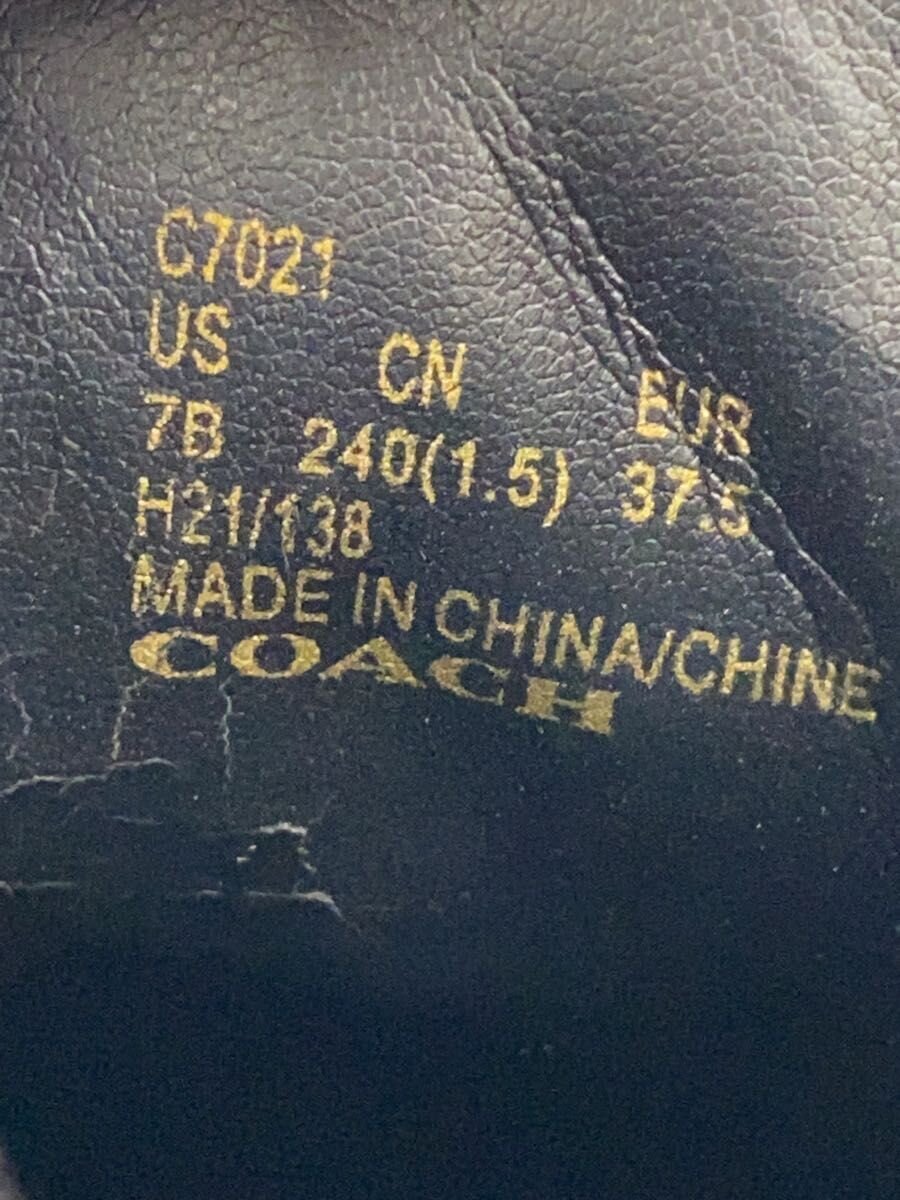 C7021
US CN EUR
7B 240(1.5) 37.5
H21/138
MADE IN CHINA/CHINE
COACH